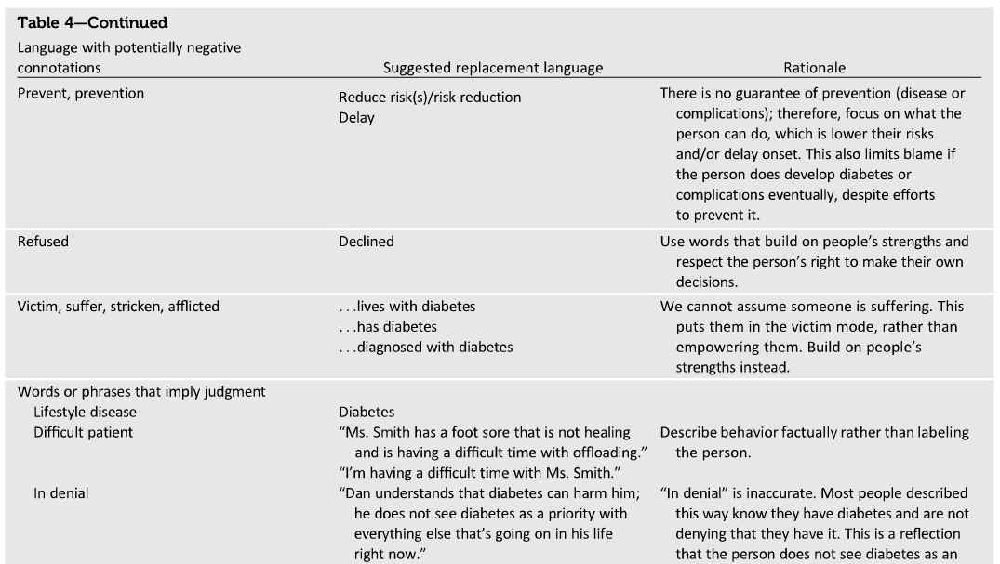 Table 4—Continued
Language with potentially negative
connotations
Suggested replacement language
Rationale
Prevent, prevention
Reduce risk(s)/risk reduction
Delay
There is no guarantee of prevention (disease or
complications); therefore, focus on what the
person can do, which is lower their risks
and/or delay onset. This also limits blame if
the person does develop diabetes or
complications eventually, despite efforts
to prevent it.
Refused
Declined
Use words that build on people’s strengths and
respect the person’s right to make their own
decisions.
Victim, suffer, stricken, afflicted
. . .lives with diabetes
. . .has diabetes
. . .diagnosed with diabetes
We cannot assume someone is suffering. This
puts them in the victim mode, rather than
empowering them. Build on people’s
strengths instead.
Words or phrases that imply judgment
Lifestyle disease
Diabetes
Difficult patient
“Ms. Smith has a foot sore that is not healing
and is having a difficult time with offloading.”
“I’m having a difficult time with Ms. Smith.”
Describe behavior factually rather than labeling
the person.
In denial
“Dan understands that diabetes can harm him;
he does not see diabetes as a priority with
everything else that’s going on in his life
right now.”
“In denial” is inaccurate. Most people described
this way know they have diabetes and are not
denying that they have it. This is a reflection
that the person does not see diabetes as an